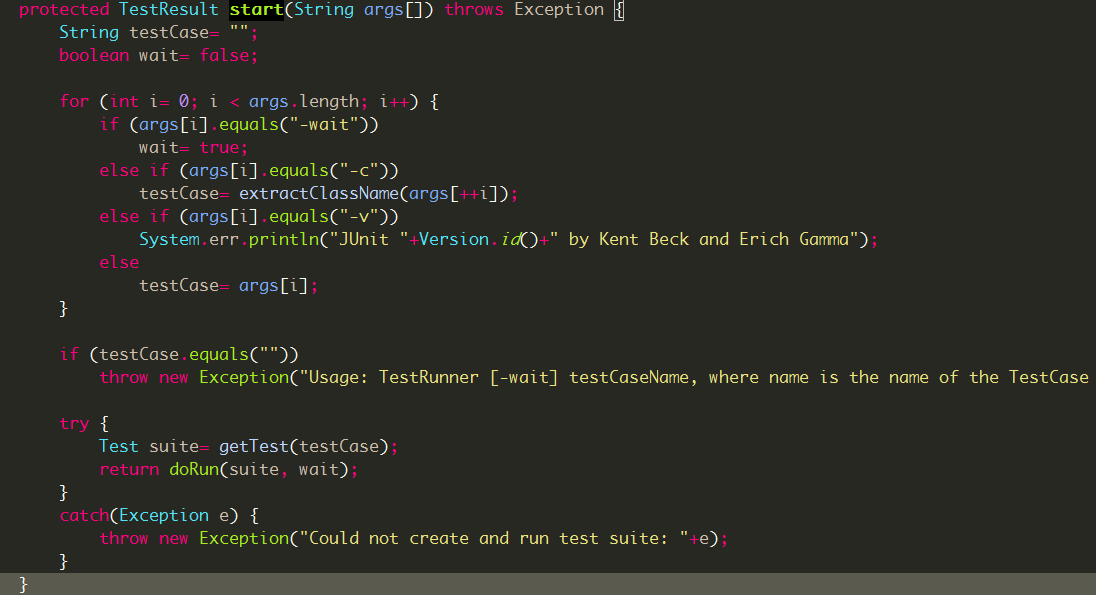 protected TestResult start(String args[]) throws Exception {
    String testCase= "";
    boolean wait= false;

    for (int i= 0; i < args.length; i++) {
        if (args[i].equals("-wait"))
            wait= true;
        else if (args[i].equals("-c"))
            testCase= extractClassName(args[++i]);
        else if (args[i].equals("-v"))
            System.err.println("JUnit "+Version.id()+" by Kent Beck and Erich Gamma");
        else
            testCase= args[i];
    }

    if (testCase.equals(""))
        throw new Exception("Usage: TestRunner [-wait] testCaseName, where name is the name of the TestCase

    try {
        Test suite= getTest(testCase);
        return doRun(suite, wait);
    }
    catch(Exception e) {
        throw new Exception("Could not create and run test suite: "+e);
    }
}